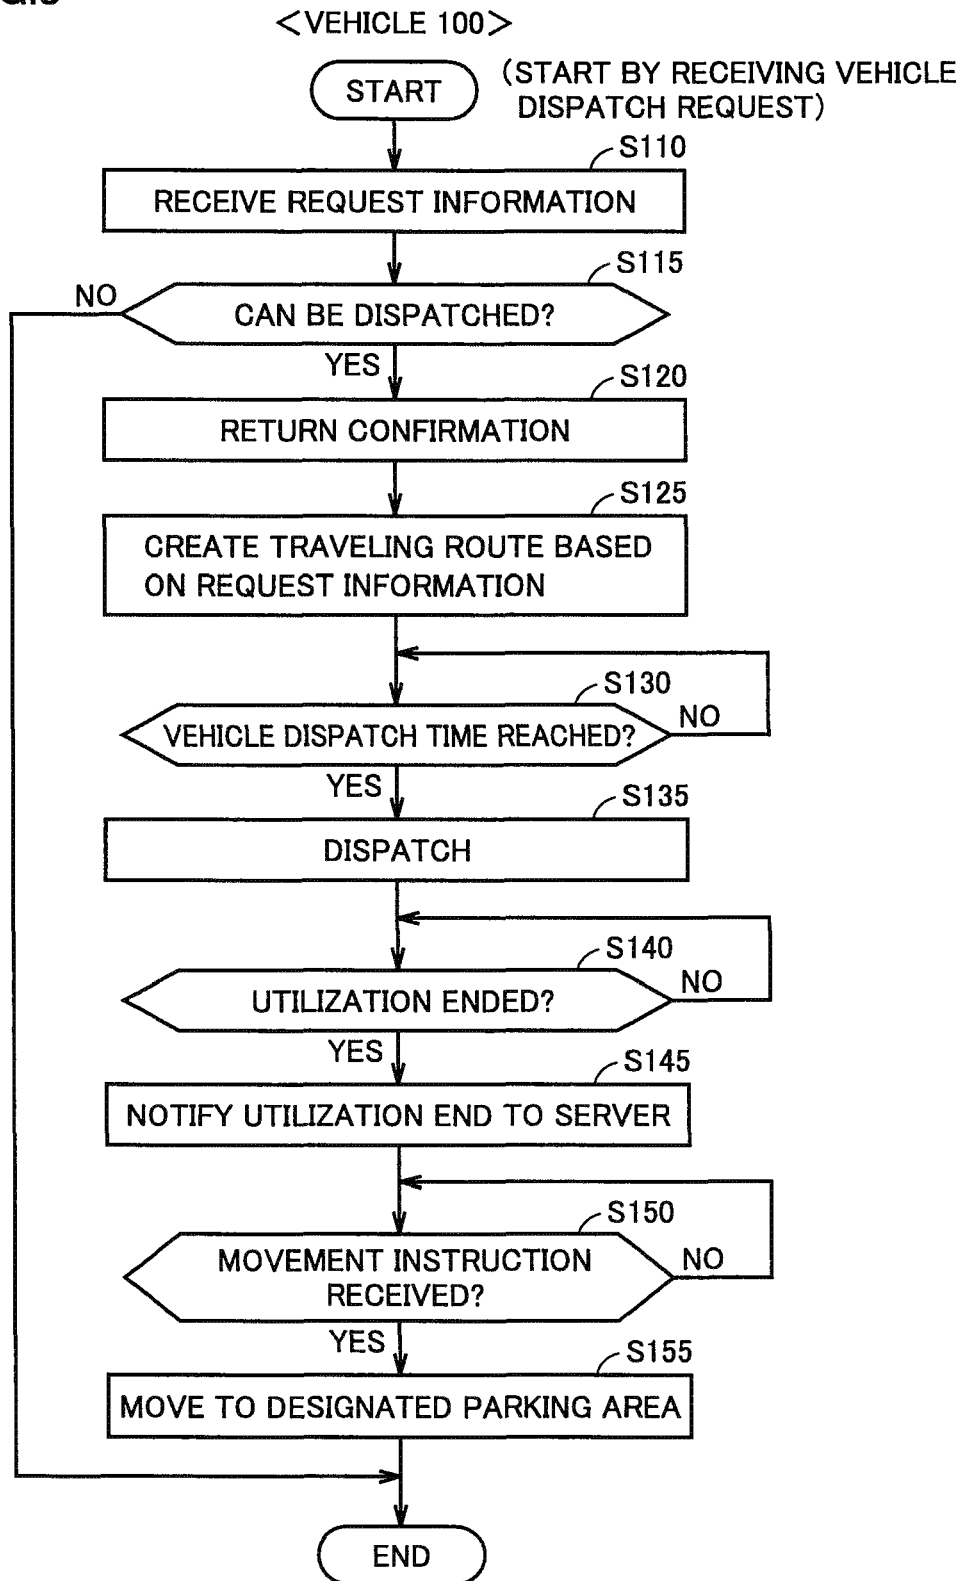 <VEHICLE 100>
START
(START BY RECEIVING VEHICLE
DISPATCH REQUEST)
S110
RECEIVE REQUEST INFORMATION
S115
NO
CAN BE DISPATCHED?
YES
S120
RETURN CONFIRMATION
S125
CREATE TRAVELING ROUTE BASED
ON REQUEST INFORMATION
S130
VEHICLE DISPATCH TIME REACHED?
NO
YES
S135
DISPATCH
S140
UTILIZATION ENDED?
NO
YES
S145
NOTIFY UTILIZATION END TO SERVER
S150
MOVEMENT INSTRUCTION
RECEIVED?
NO
YES
S155
MOVE TO DESIGNATED PARKING AREA
END